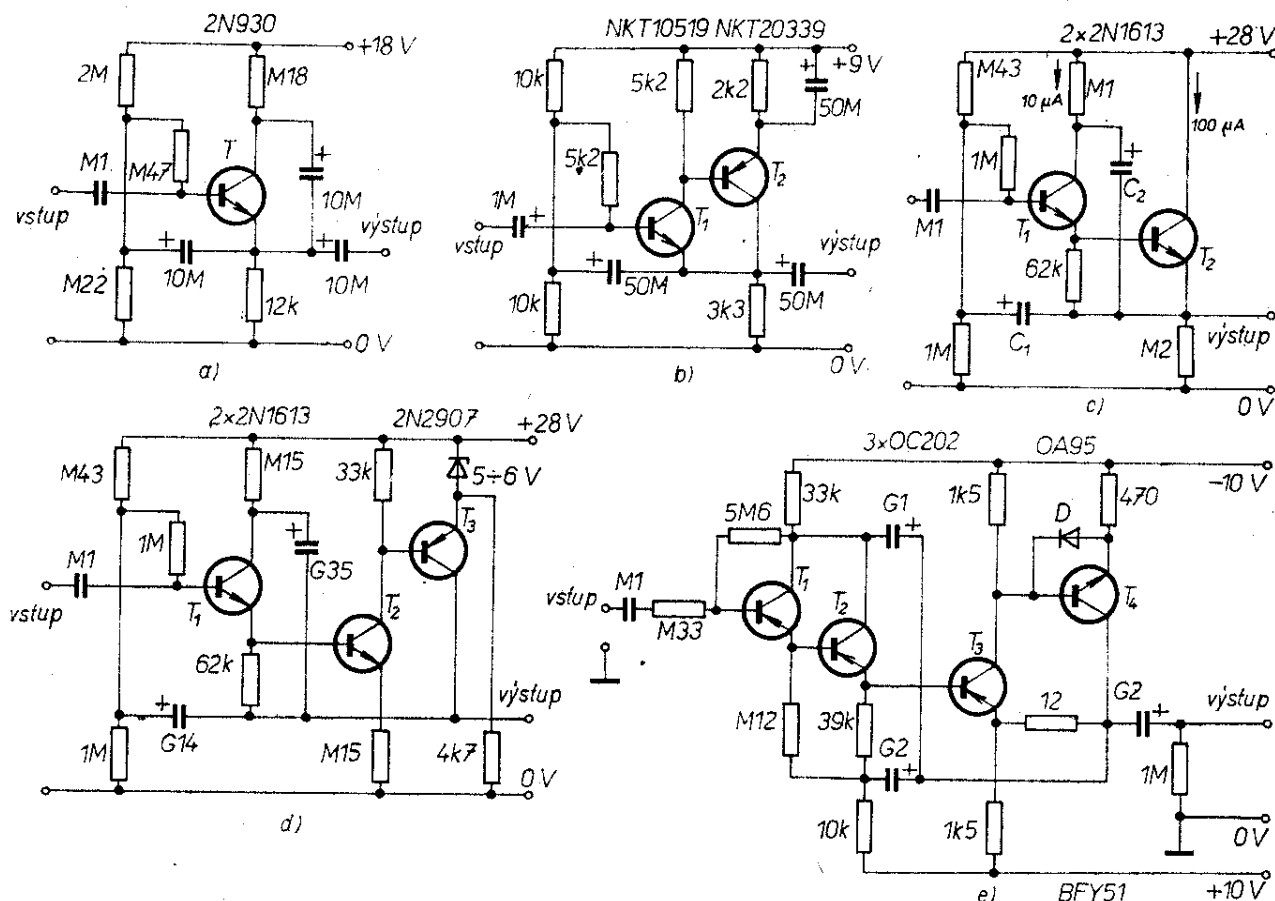 2N930
+18 V
2M
M18
M1
M47
T
10M
vstup
výstup
M22
10M
10M
12k
0 V
a)
NKT10519 NKT20339
+9 V
10k
5k2
2k2
50M
5k2
1M
T1
T2
vstup
výstup
50M
50M
10k
3k3
0V
b)
2×2N1613
+28 V
M43
10 µA
M1
100 µA
1M
M1
C2
T1
T2
62k
výstup
1M
C1
M2
0 V
c)
2×2N1613
2N2907
+28 V
M43
M15
33k
5÷6 V
1M
T3
M1
G35
vstup
T1
T2
62k
výstup
G14
1M
M15
4k7
0 V
d)
3×OC202
OA95
-10 V
33k
1k5
470
5M6
G1
D
M1
T1
vstup
T2
T4
M33
T3
12
G2
výstup
M12
39k
G2
1M
10k
1k5
0V
e)
BFY51
+10 V